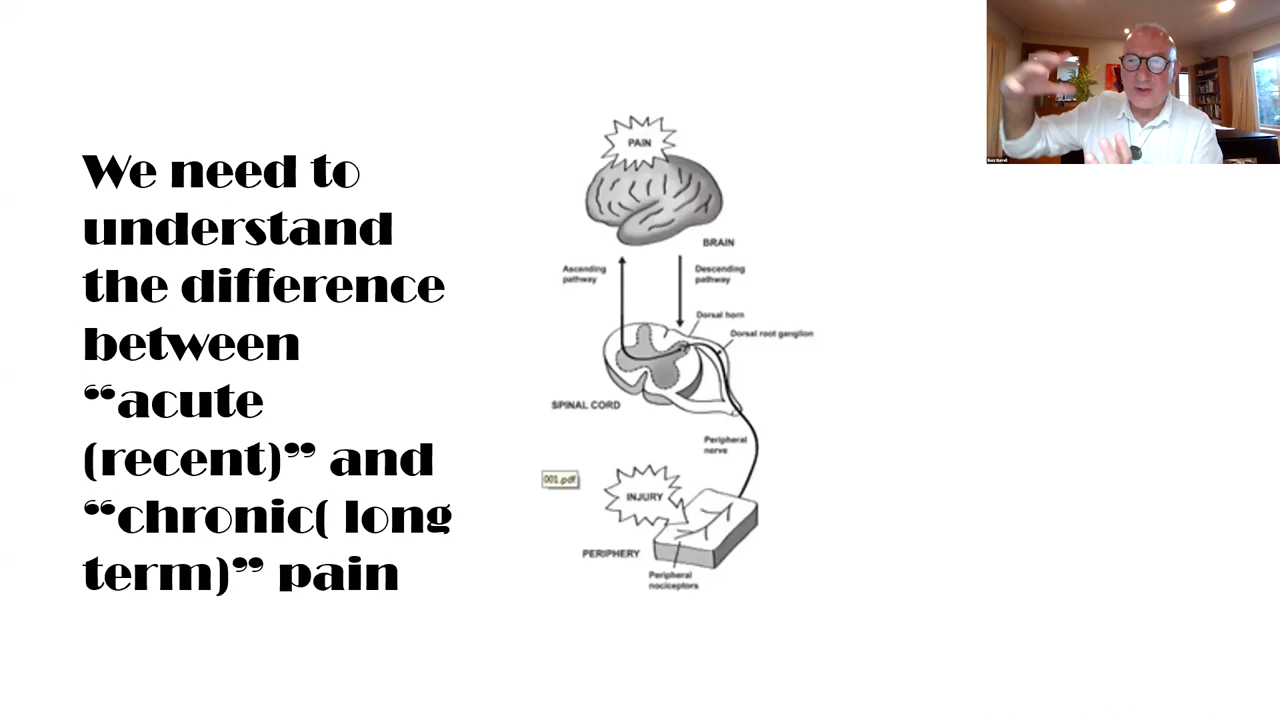 We need to
understand
the difference
between
“acute
(recent)” and
“chronic( long
term)” pain
PAIN
BRAIN
Ascending
pathway
Descending
pathway
Dorsal horn
Dorsal root ganglion
SPINAL CORD
Peripheral
nerve
001.pdf
INJURY
PERIPHERY
Peripheral
nociceptors